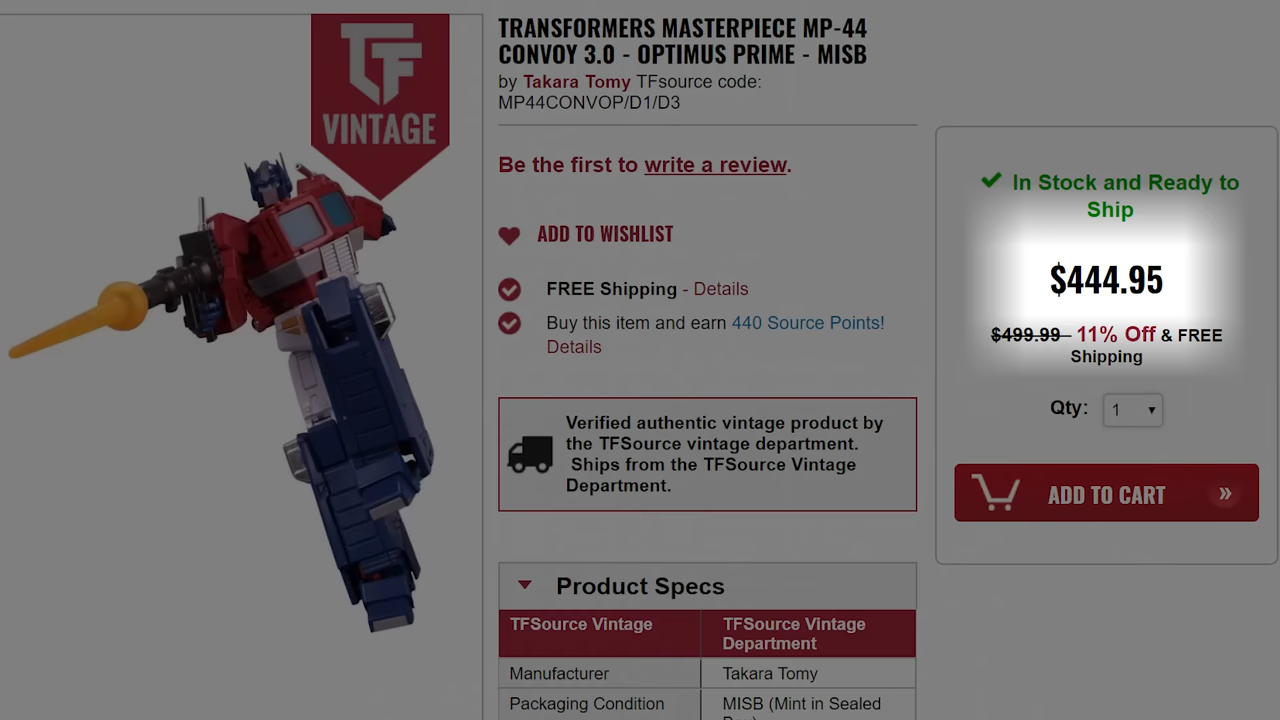 TF
VINTAGE
TRANSFORMERS MASTERPIECE MP-44
CONVOY 3.0 - OPTIMUS PRIME - MISB
by Takara Tomy TFsource code:
MP44CONVOP/D1/D3
Be the first to write a review.
ADD TO WISHLIST
FREE Shipping - Details
Buy this item and earn 440 Source Points!
Details
Verified authentic vintage product by
the TFSource vintage department.
Ships from the TFSource Vintage
Department.
Product Specs
TFSource Vintage TFSource Vintage
Department
Manufacturer Takara Tomy
Packaging Condition MISB (Mint in Sealed
In Stock and Ready to
Ship
$444.95
$499.99 - 11% Off & FREE
Shipping
Qty: 1
ADD TO CART »